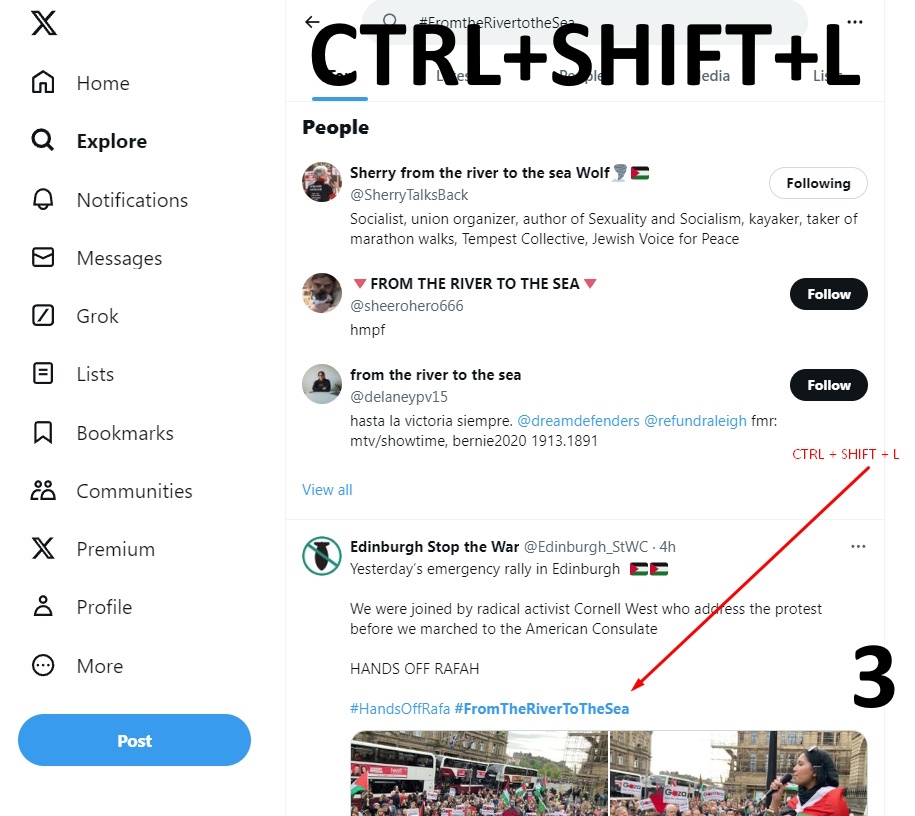 #FromtheRivertotheSea
CTRL+SHIFT+L
Home
Explore
Notifications
Messages
Grok
Lists
Bookmarks
Communities
Premium
Profile
More
Post
People
Media
People
Sherry from the river to the sea Wolf
@SherryTalksBack
Following
Socialist, union organizer, author of Sexuality and Socialism, kayaker, taker of
marathon walks, Tempest Collective, Jewish Voice for Peace
FROM THE RIVER TO THE SEA
@sheerohero666
Follow
hmpf
from the river to the sea
@delaneypv15
Follow
hasta la victoria siempre. @dreamdefenders @refundraleigh fmr:
mtv/showtime, bernie2020 1913.1891
CTRL + SHIFT + L
View all
Edinburgh Stop the War @Edinburgh_StWC · 4h
Yesterday's emergency rally in Edinburgh
We were joined by radical activist Cornell West who address the protest
before we marched to the American Consulate
HANDS OFF RAFAH
3
#HandsOffRafa #FromTheRiverToTheSea
Gaza